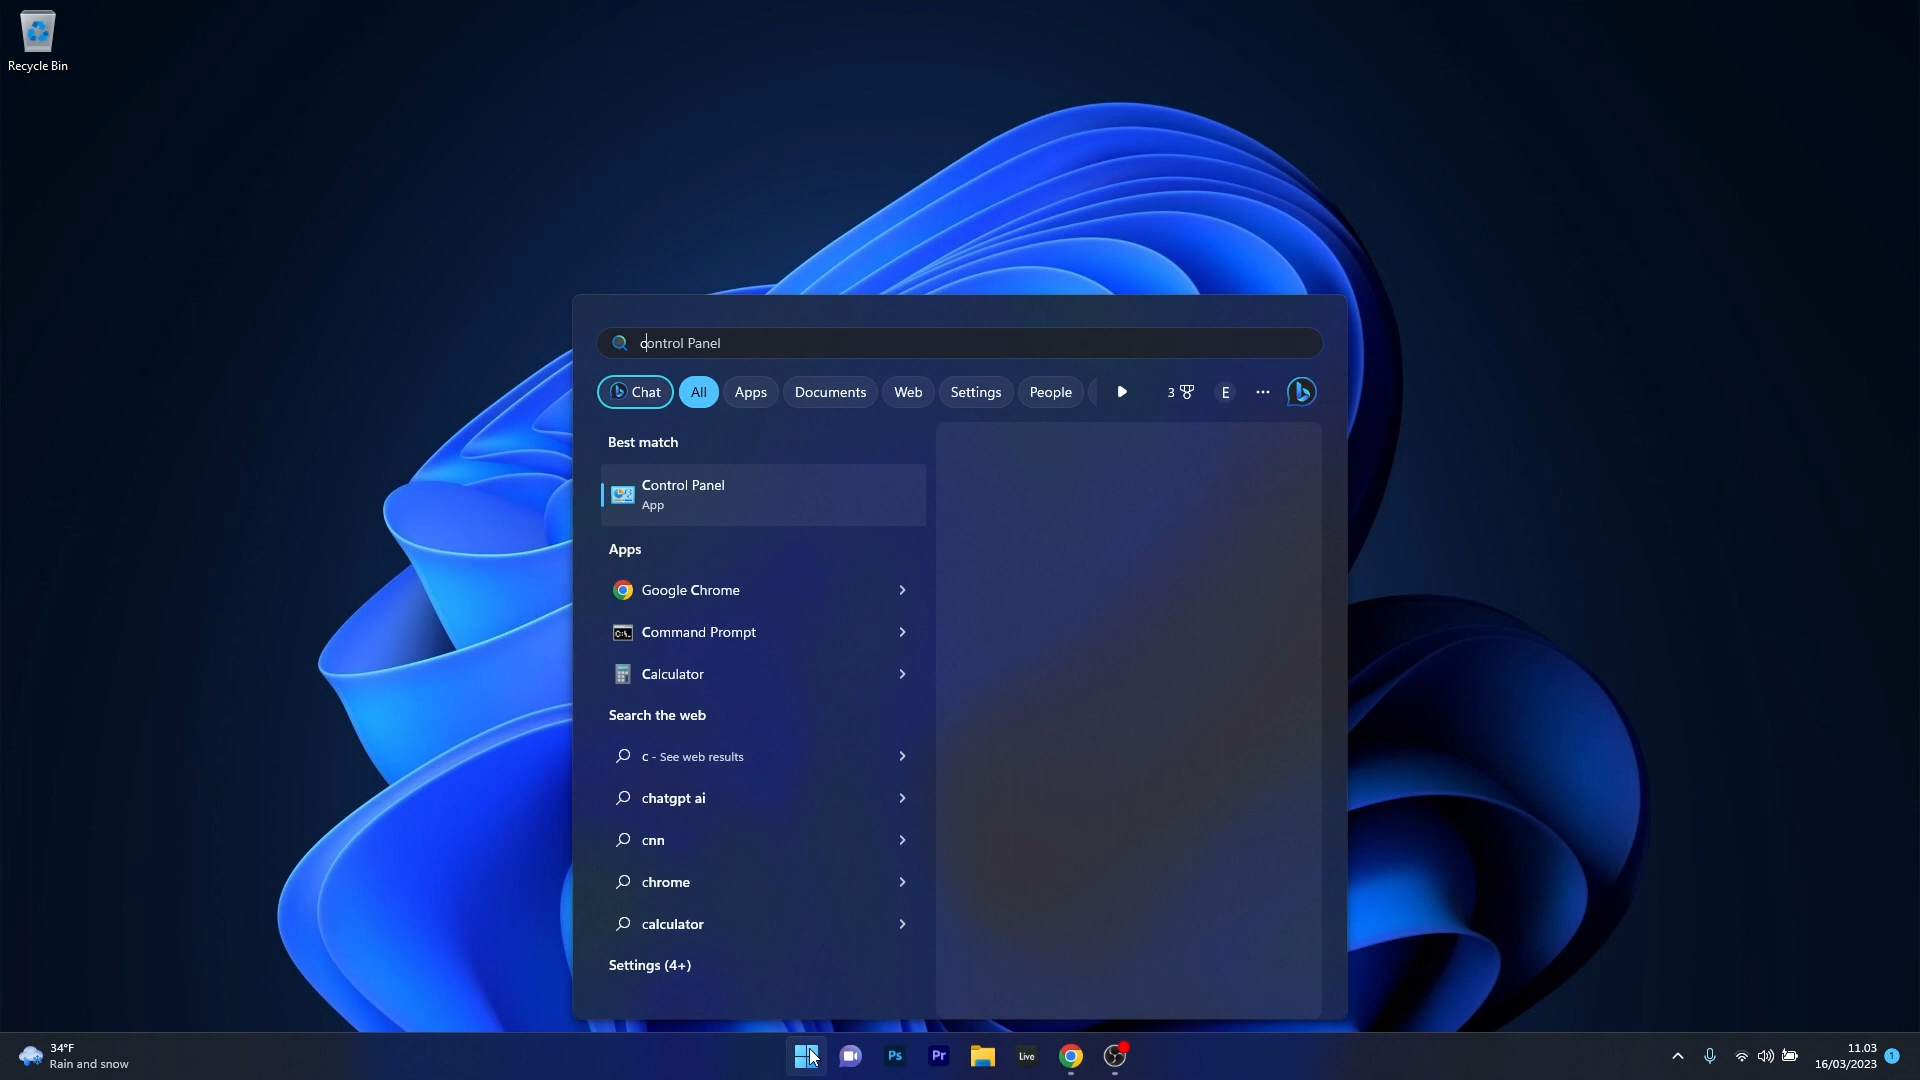 Recycle Bin
control Panel
Chat All Apps Documents Web Settings People 3 E ...
Best match
Control Panel
App
Apps
Google Chrome
Command Prompt
Calculator
Search the web
c - See web results
chatgpt ai
cnn
chrome
calculator
Settings (4+)
34°F
Rain and snow
Ps Pr Live
11.03
16/03/2023
1